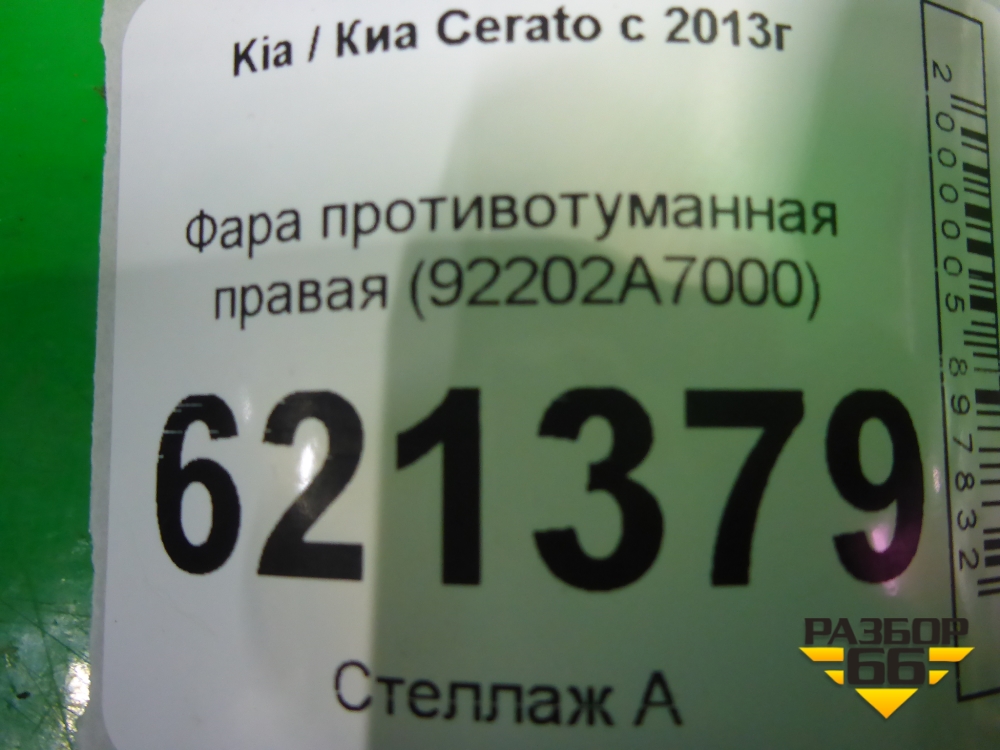 Kia / Киа Cerato с 2013г
Фара противотуманная
правая (92202A7000)
621379
Стеллаж А
2000005897832
РАЗБОР
66